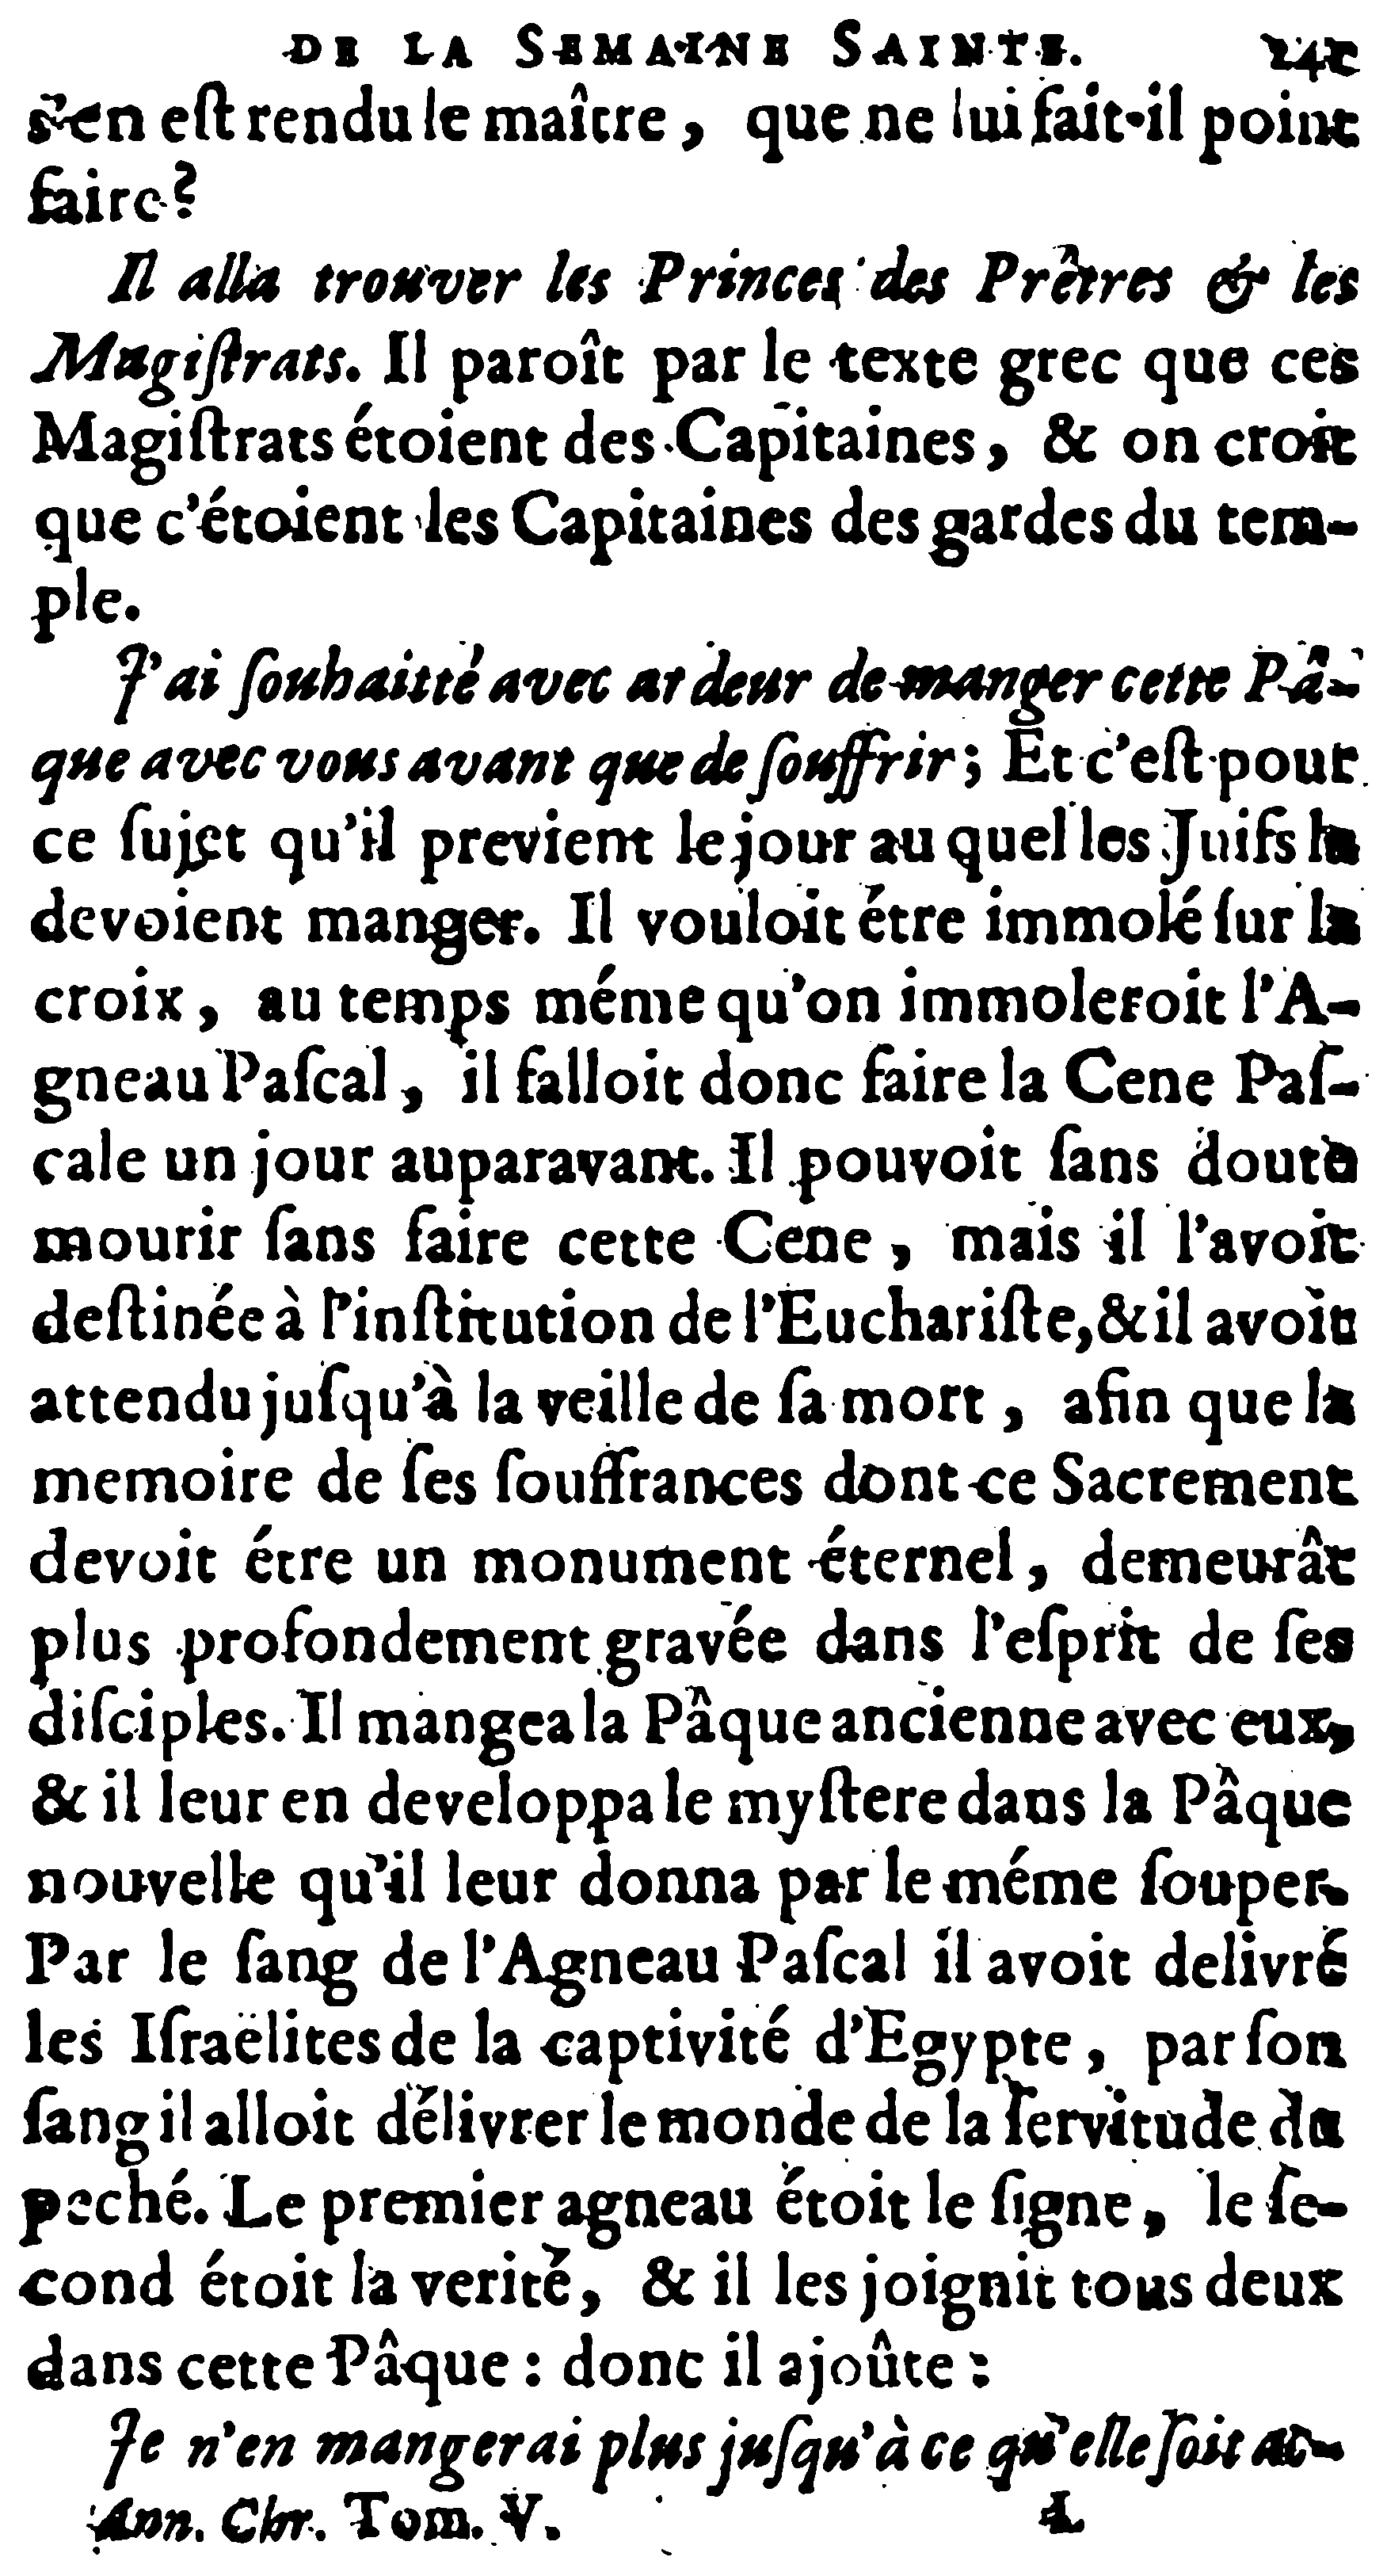 DE LA SEMAINE SAINTE. 241
s'en eſt rendu le maître, que ne lui fait-il point
faire?
Il alla trouver les Princes des Prêtres & les
Magiſtrats. Il paroît par le texte grec que ces
Magiſtrats étoient des Capitaines, & on croit
que c'étoient les Capitaines des gardes du tem-
ple.
J'ai ſouhaitté avec ardeur de manger cette Pâ-
que avec vous avant que de ſouffrir; Et c'eſt pour
ce ſujet qu'il previent le jour au quel les Juifs la
devoient manger. Il vouloit étre immolé ſur la
croix, au temps méme qu'on immoleroit l'A-
gneau Paſcal, il falloit donc faire la Cene Paſ-
cale un jour auparavant. Il pouvoit ſans doute
mourir ſans faire cette Cene, mais il l'avoit
deſtinée à l'inſtitution de l'Euchariſte, & il avoit
attendu juſqu'à la veille de ſa mort, afin que la
memoire de ſes ſouffrances dont ce Sacrement
devoit étre un monument éternel, demeurât
plus profondement gravée dans l'eſprit de ſes
diſciples. Il mangea la Pâque ancienne avec eux,
& il leur en developpa le myſtere dans la Pâque
nouvelle qu'il leur donna par le méme ſouper.
Par le ſang de l'Agneau Paſcal il avoit delivré
les Iſraëlites de la captivité d'Egypte, par ſon
ſang il alloit délivrer le monde de la ſervitude du
peché. Le premier agneau étoit le ſigne, le ſe-
cond étoit la verité, & il les joignit tous deux
dans cette Pâque: donc il ajoûte:
Je n'en mangerai plus juſqu'à ce qu'elle ſoit ac-
Ann. Chr. Tom. V. L